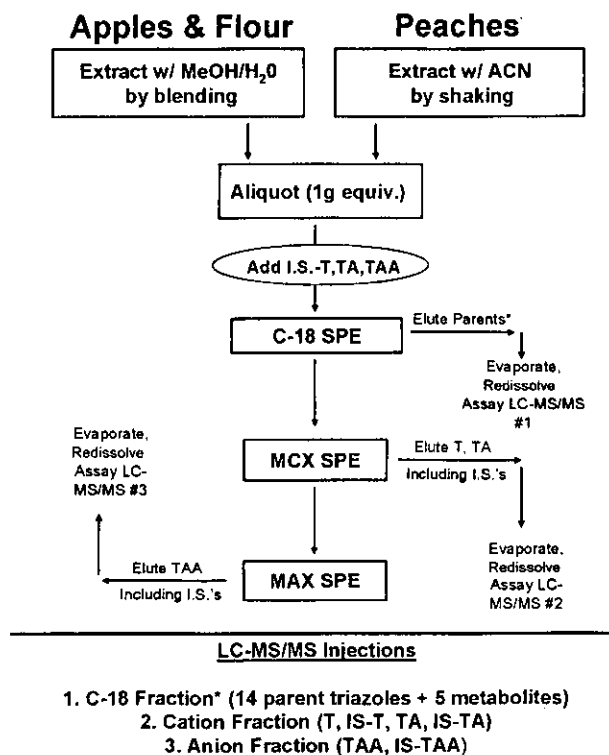 Apples & Flour
Peaches
Extract w/ MeOH/H₂0
by blending
Extract w/ ACN
by shaking
Aliquot (1g equiv.)
Add I.S.-T,TA,TAA
C-18 SPE
Elute Parents*
Evaporate,
Redissolve
Assay LC-MS/MS
#1
MCX SPE
Elute T, TA
Including I.S.'s
Evaporate,
Redissolve
Assay LC-
MS/MS #2
MAX SPE
Elute TAA
Including I.S.'s
Evaporate,
Redissolve
Assay LC-
MS/MS #3
LC-MS/MS Injections
1. C-18 Fraction* (14 parent triazoles + 5 metabolites)
2. Cation Fraction (T, IS-T, TA, IS-TA)
3. Anion Fraction (TAA, IS-TAA)